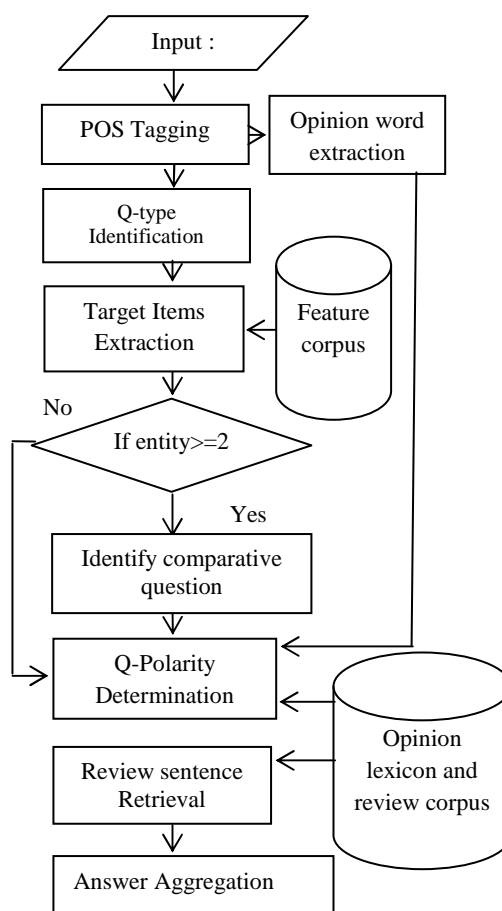 Input :
POS Tagging
Opinion word
extraction
Q-type
Identification
Target Items
Extraction
Feature
corpus
No
If entity>=2
Yes
Identify comparative
question
Q-Polarity
Determination
Opinion
lexicon and
review corpus
Review sentence
Retrieval
Answer Aggregation